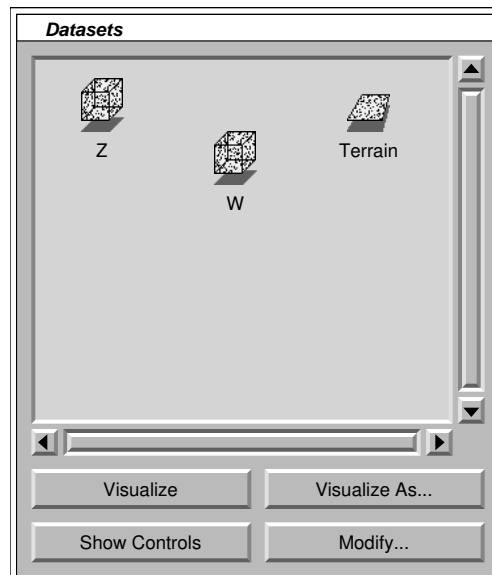 Datasets
Z
Terrain
W
Visualize
Visualize As...
Show Controls
Modify...